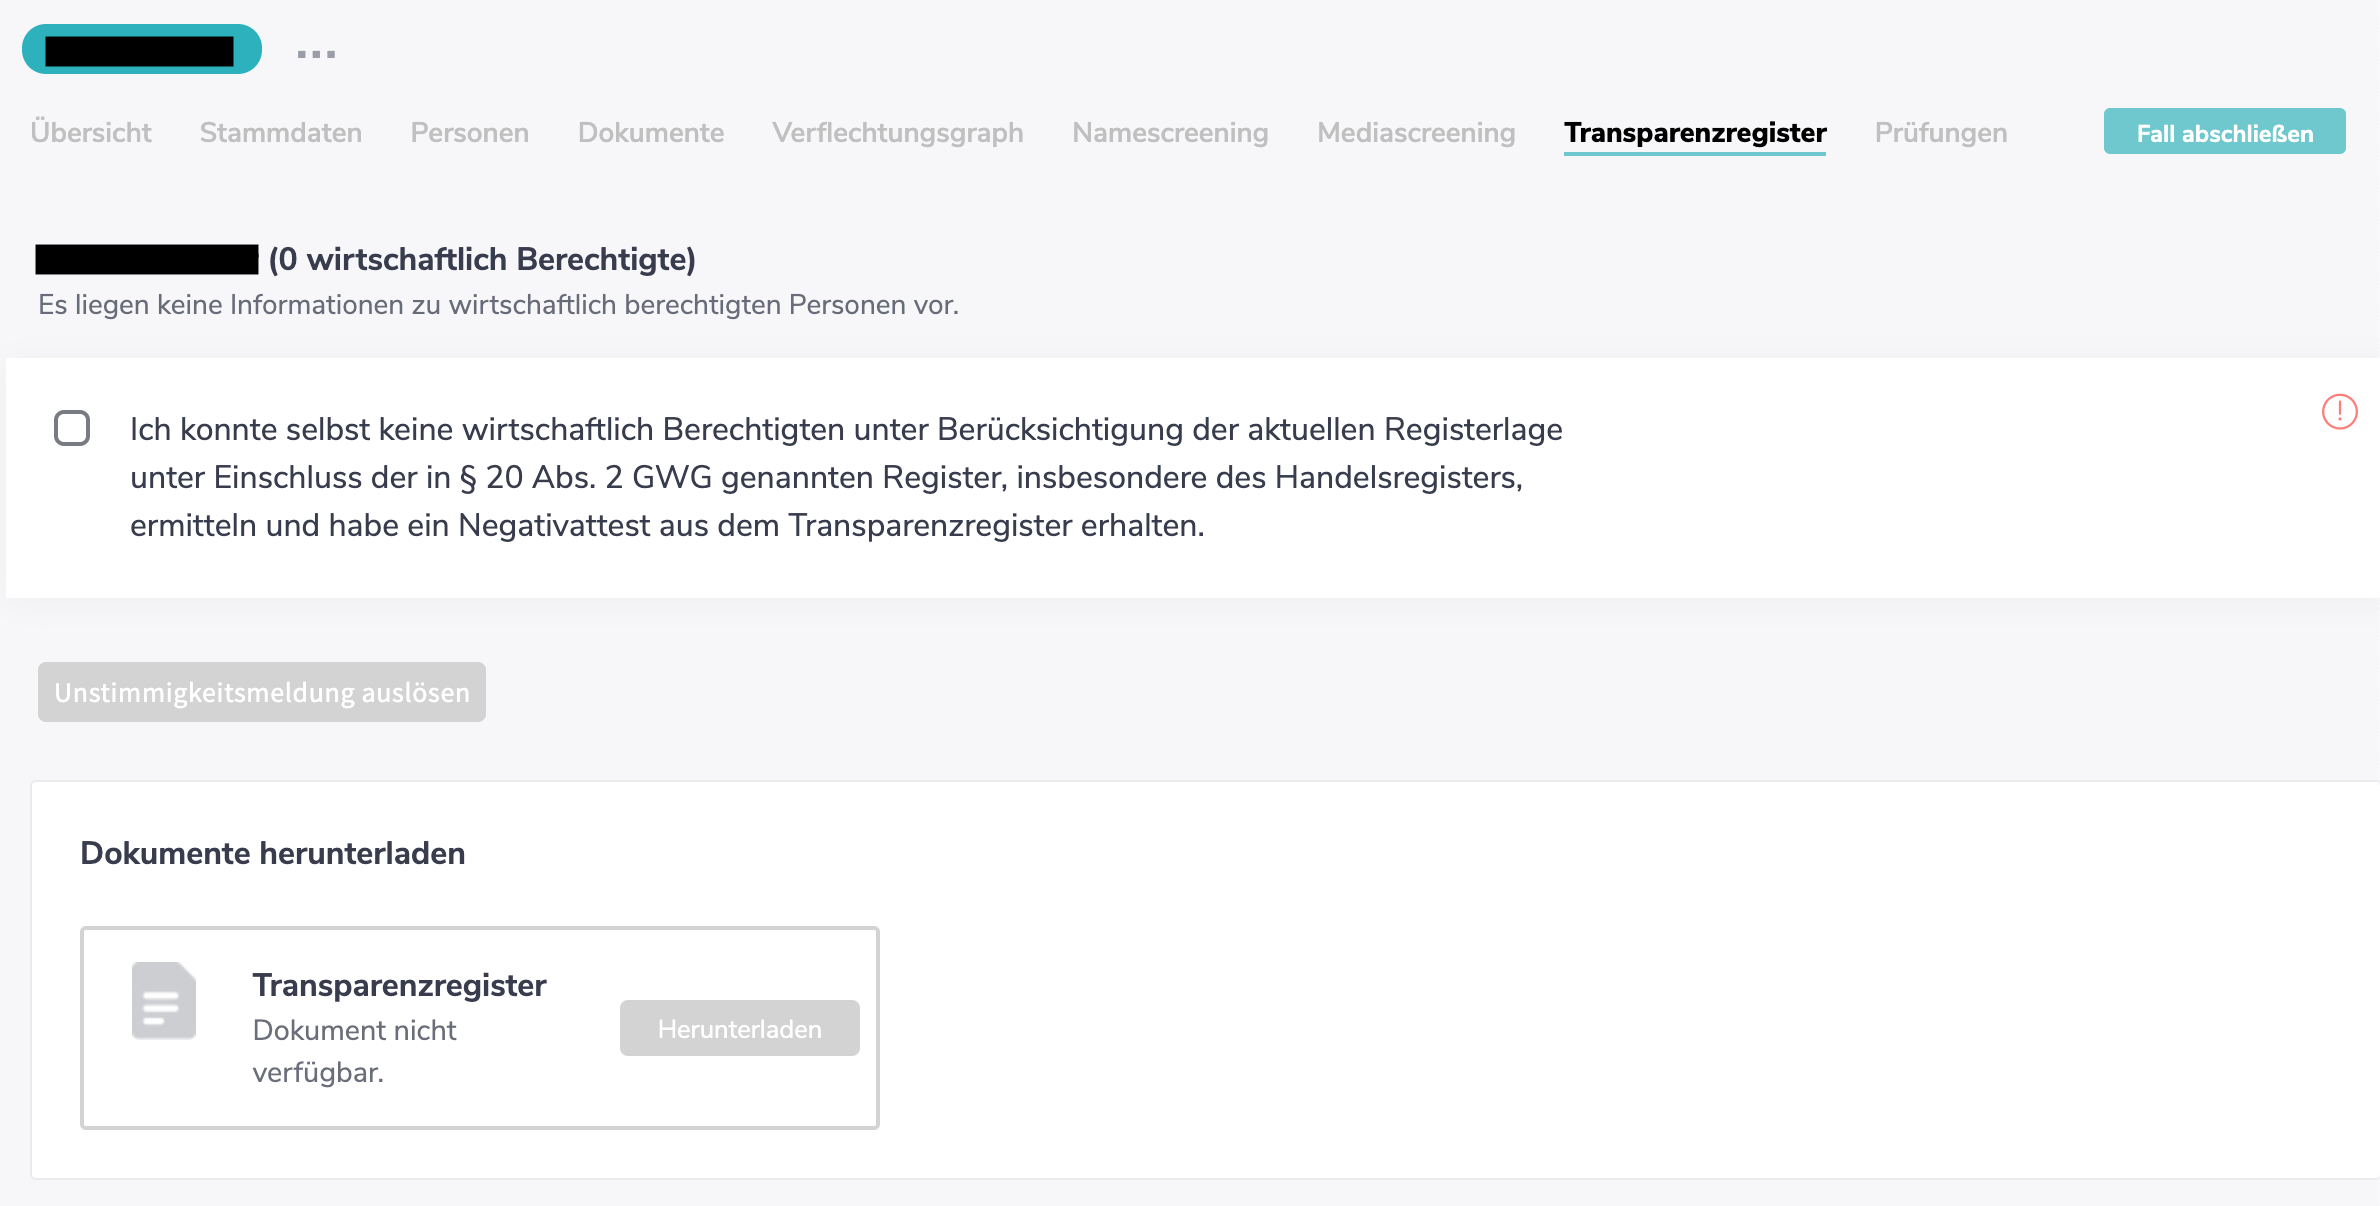 Übersicht Stammdaten Personen Dokumente Verflechtungsgraph Namescreening Mediascreening Transparenzregister Prüfungen Fall abschließen
(0 wirtschaftlich Berechtigte)
Es liegen keine Informationen zu wirtschaftlich berechtigten Personen vor.
Ich konnte selbst keine wirtschaftlich Berechtigten unter Berücksichtigung der aktuellen Registerlage
unter Einschluss der in § 20 Abs. 2 GWG genannten Register, insbesondere des Handelsregisters,
ermitteln und habe ein Negativattest aus dem Transparenzregister erhalten.
Unstimmigkeitsmeldung auslösen
Dokumente herunterladen
Transparenzregister
Dokument nicht
verfügbar.
Herunterladen